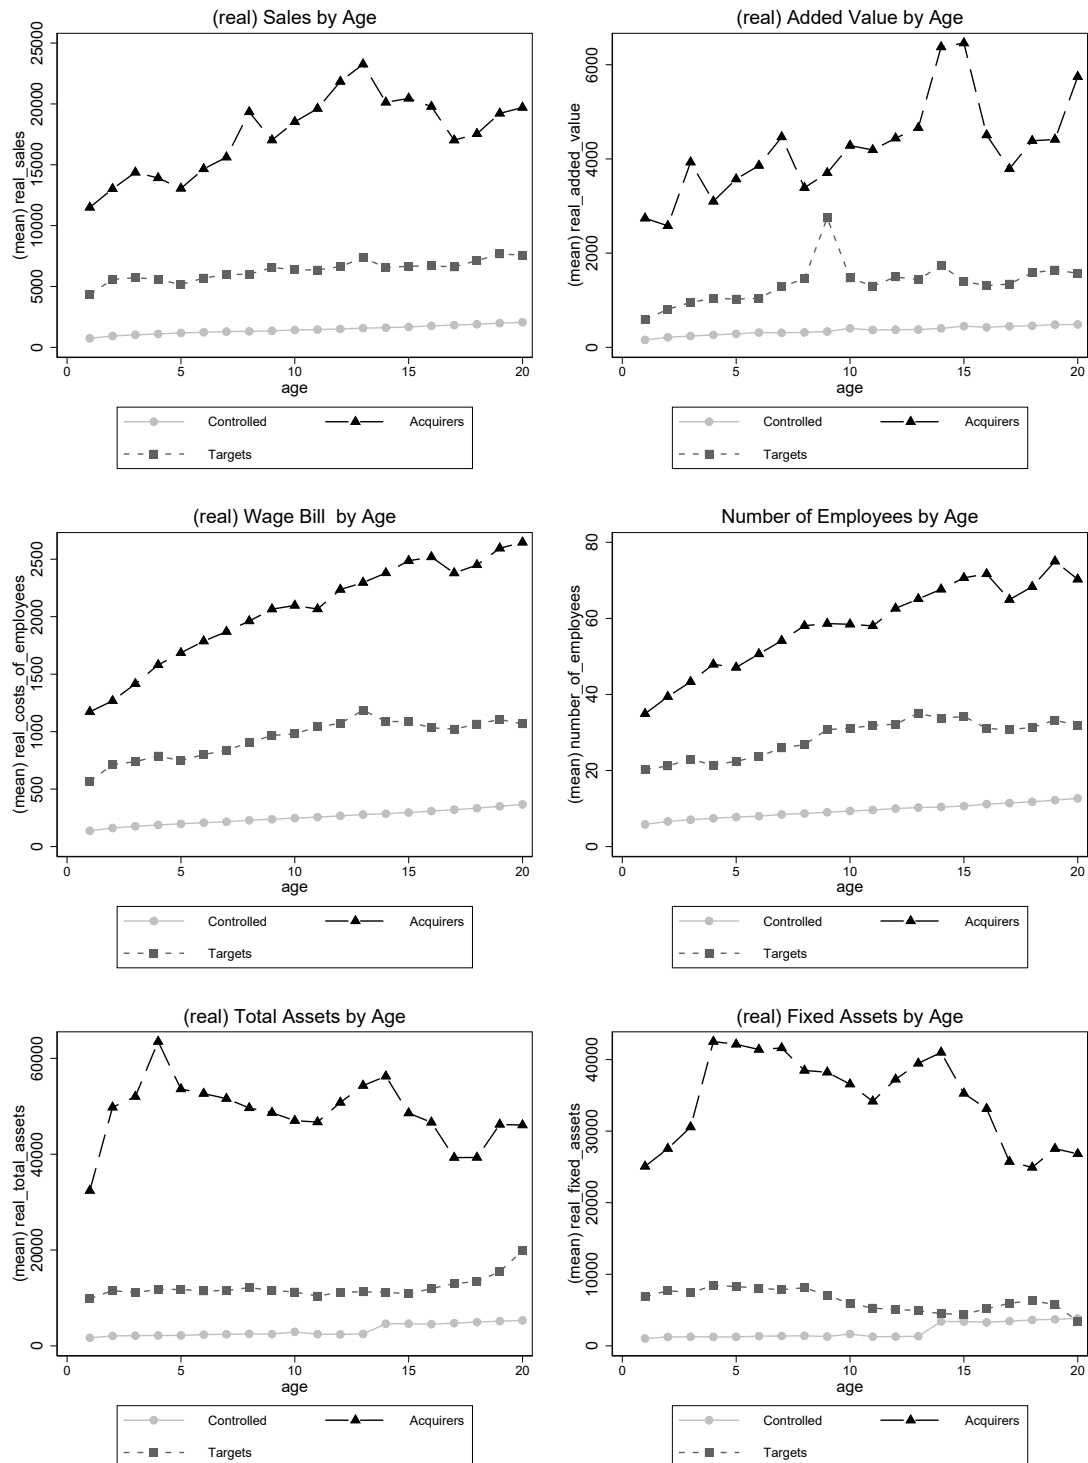 (real) Sales by Age
(mean) real_sales
0 5000 10000 15000 20000 25000
0 5 10 15 20
age
Controlled Acquirers
Targets
(real) Added Value by Age
(mean) real_added_value
0 2000 4000 6000
0 5 10 15 20
age
Controlled Acquirers
Targets
(real) Wage Bill by Age
(mean) real_costs_of_employees
0 500 1000 1500 2000 2500
0 5 10 15 20
age
Controlled Acquirers
Targets
Number of Employees by Age
(mean) number_of_employees
0 20 40 60 80
0 5 10 15 20
age
Controlled Acquirers
Targets
(real) Total Assets by Age
(mean) real_total_assets
0 20000 40000 60000
0 5 10 15 20
age
Controlled Acquirers
Targets
(real) Fixed Assets by Age
(mean) real_fixed_assets
0 10000 20000 30000 40000
0 5 10 15 20
age
Controlled Acquirers
Targets